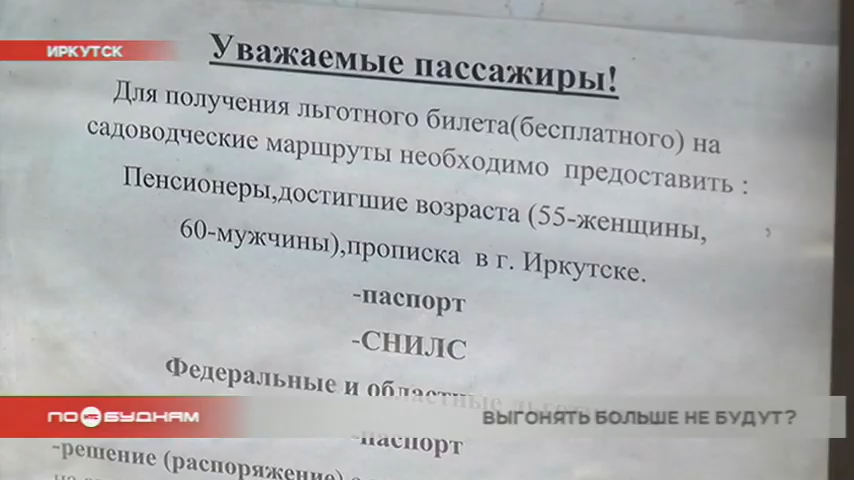 ИРКУТСК
Уважаемые пассажиры!
Для получения льготного билета(бесплатного) на
садоводческие маршруты необходимо предоставить :
Пенсионеры,достигшие возраста (55-женщины,
60-мужчины),прописка в г. Иркутске.
-паспорт
-СНИЛС
Федеральные и областные
ПО БУДНЯМ
ВЫГОНЯТЬ БОЛЬШЕ НЕ БУДУТ?
-паспорт
-решение (распоряжение)